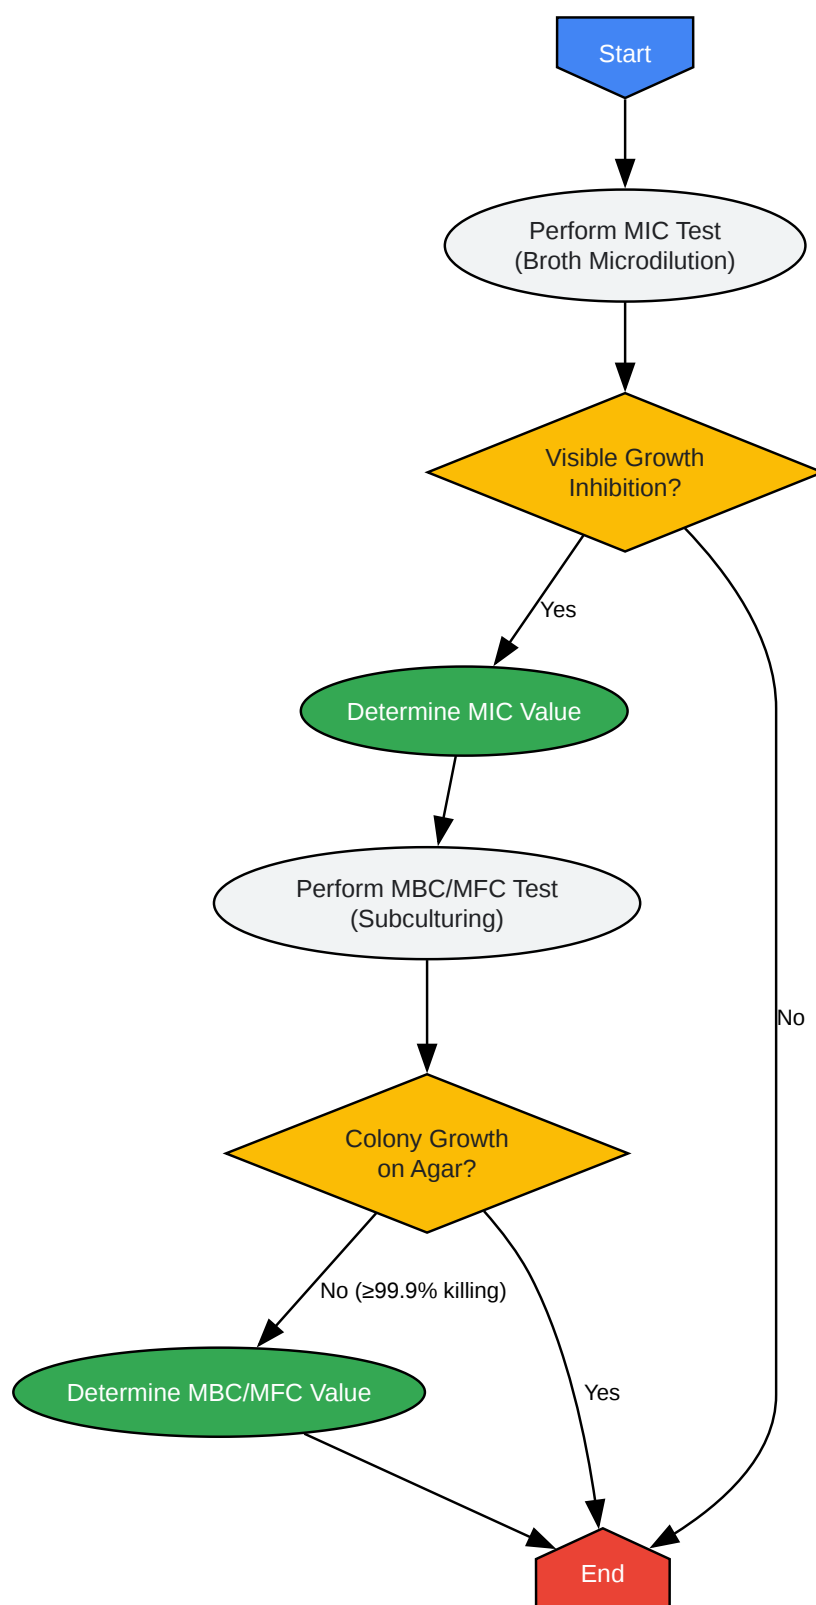 Start
Perform MIC Test
(Broth Microdilution)
Visible Growth
Inhibition?
Yes
Determine MIC Value
Perform MBC/MFC Test
(Subculturing)
No
Colony Growth
on Agar?
No (≥99.9% killing)
Determine MBC/MFC Value
Yes
End